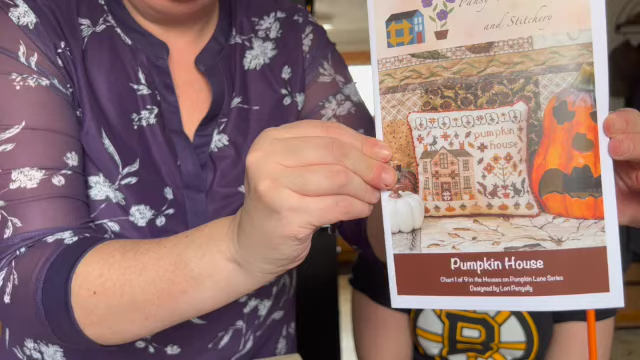 and Stitchery
pumpkin
house
Pumpkin House
Chart 1 of 9 in the Houses on Pumpkin Lane Series
Designed by Lori Pengelly
B